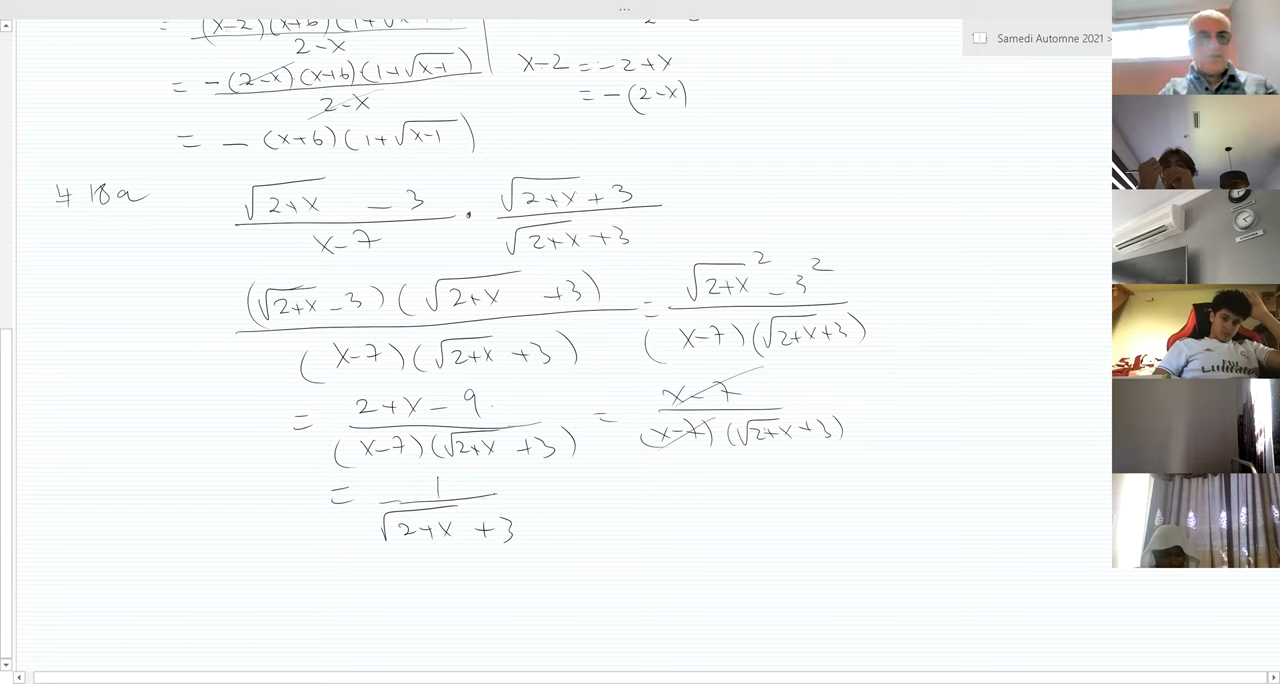 ...
Samedi Automne 2021 >
= (x-2)(x+6)(1+√x-1
2-x
= -(2-x)(x+6)(1+√x-1)
2-x
x-2 = -2+x
= -(2-x)
= - (x+6)(1+√x-1)
# 18a
√2+x - 3 / x-7 · √2+x + 3 / √2+x + 3
(√2+x - 3)(√2+x + 3) / (x-7)(√2+x + 3) = √2+x² - 3² / (x-7)(√2+x + 3)
= 2+x-9 / (x-7)(√2+x + 3) = x-7 / (x-7)(√2+x + 3)
= 1 / √2+x + 3